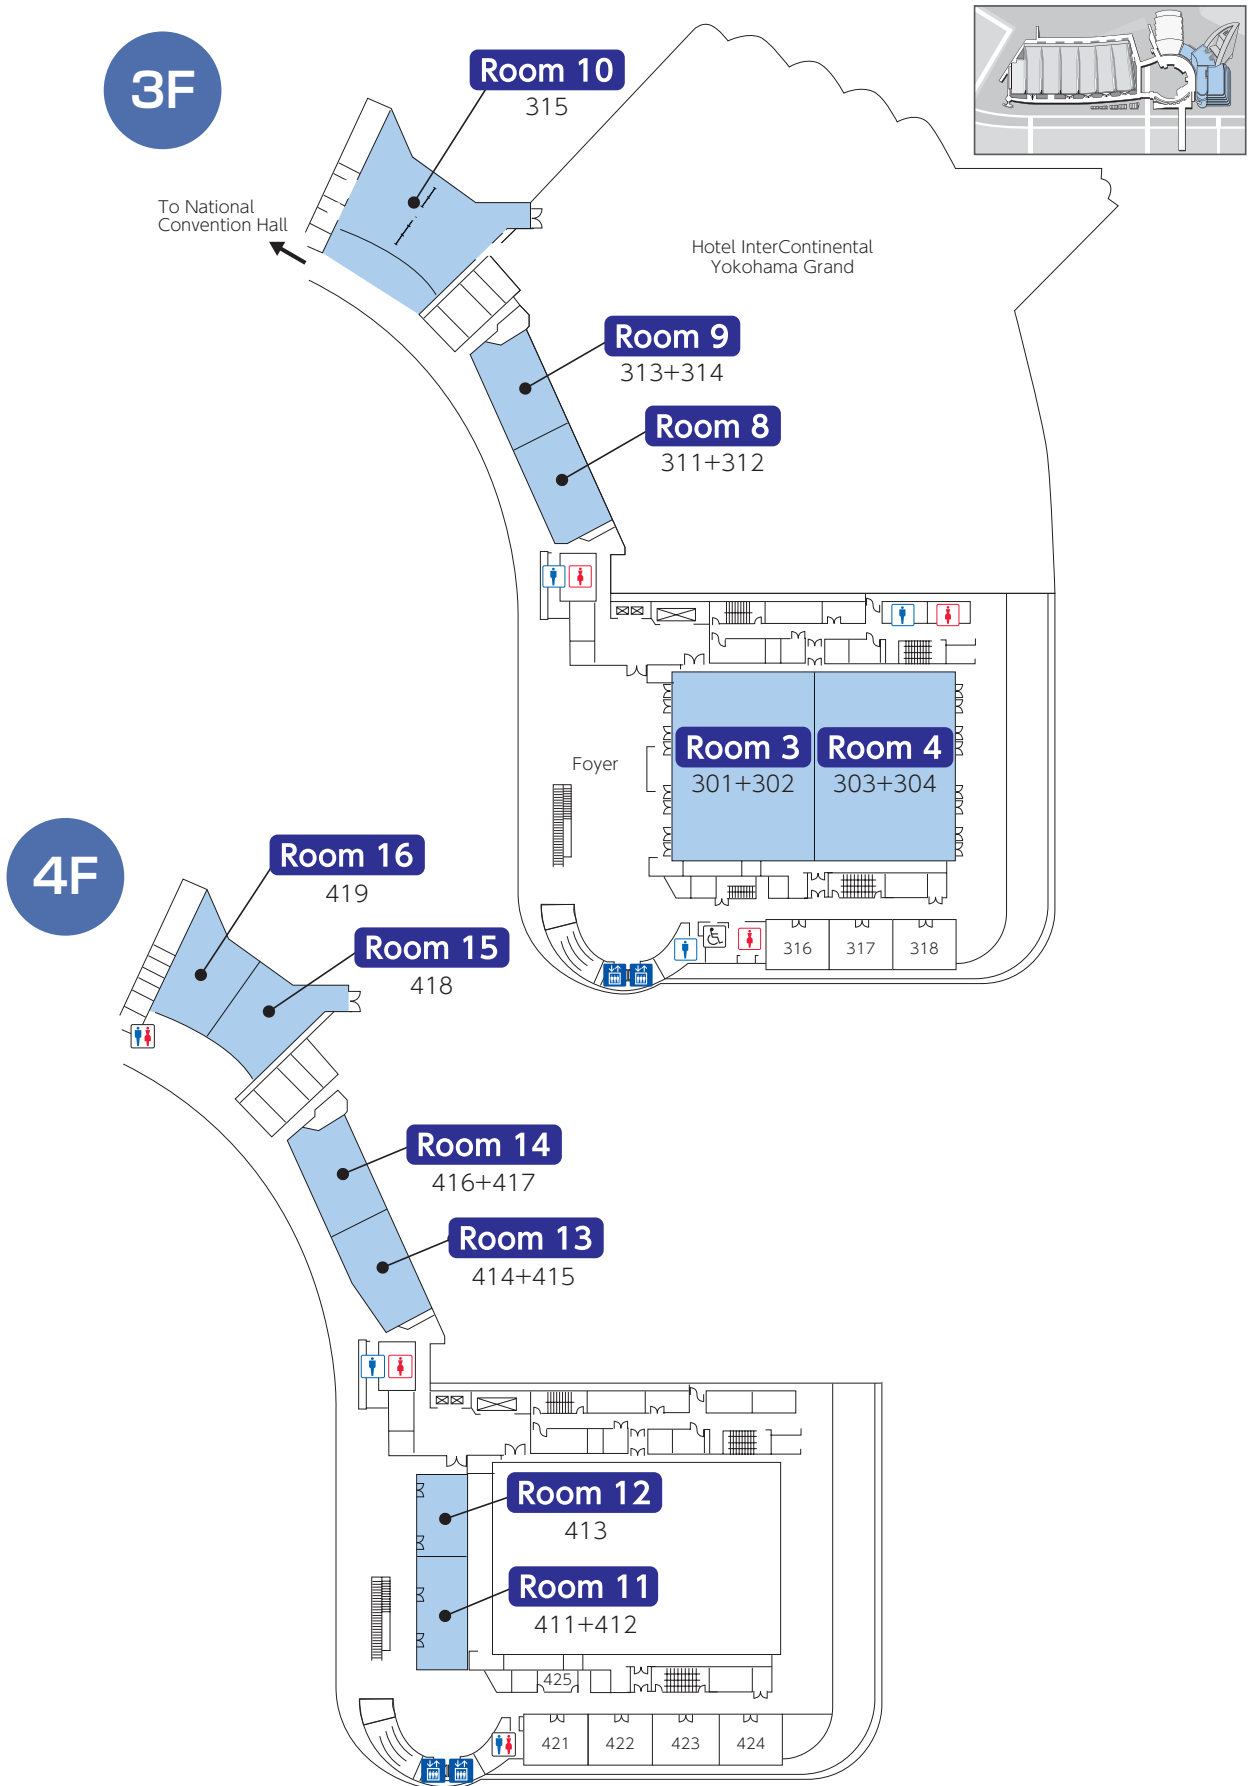 3F
Room 10
315
To National
Convention Hall
Hotel InterContinental
Yokohama Grand
Room 9
313+314
Room 8
311+312
Room 3
301+302
Room 4
303+304
Foyer
316
317
318
4F
Room 16
419
Room 15
418
Room 14
416+417
Room 13
414+415
Room 12
413
Room 11
411+412
425
421
422
423
424